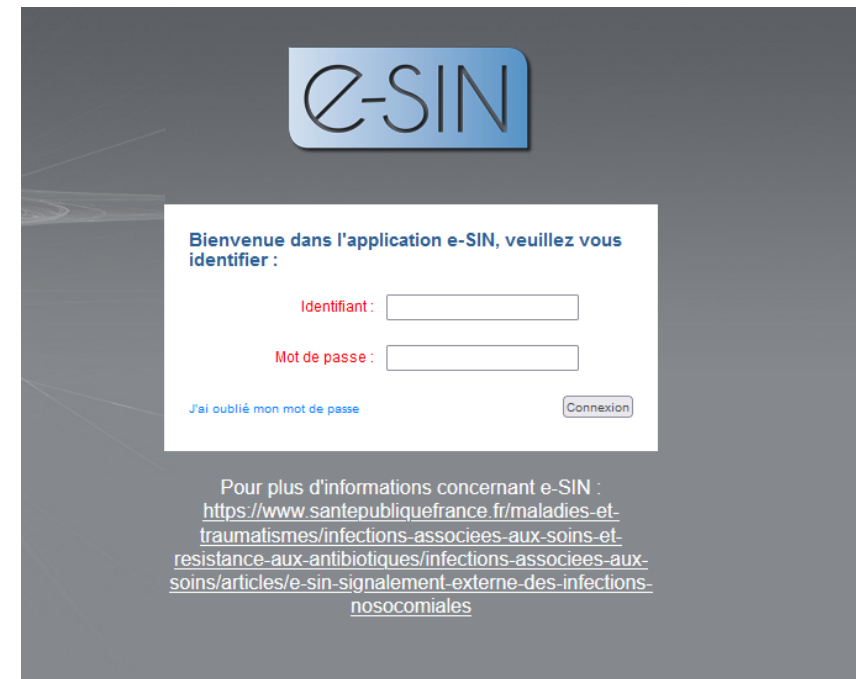 e-SIN
Bienvenue dans l'application e-SIN, veuillez vous
identifier :
Identifiant :
Mot de passe :
J'ai oublié mon mot de passe
Connexion
Pour plus d'informations concernant e-SIN :
https://www.santepubliquefrance.fr/maladies-et-
traumatismes/infections-associees-aux-soins-et-
resistance-aux-antibiotiques/infections-associees-aux-
soins/articles/e-sin-signalement-externe-des-infections-
nosocomiales